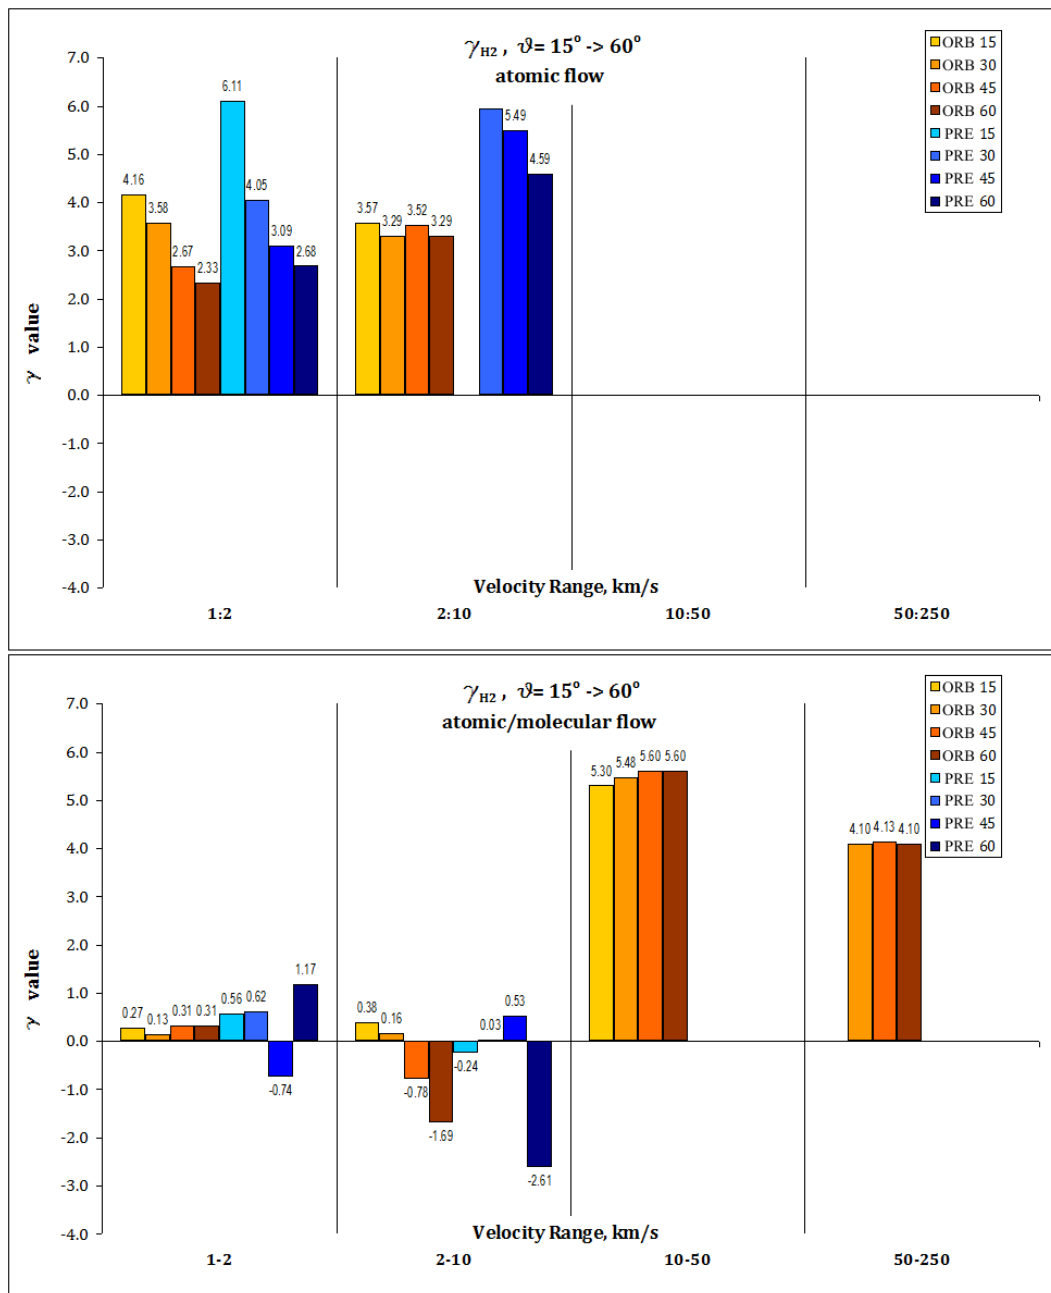 γH2 , ϑ= 15° -> 60°
atomic flow
ORB 15
ORB 30
ORB 45
ORB 60
PRE 15
PRE 30
PRE 45
PRE 60
7.0
6.0
5.0
4.0
3.0
2.0
1.0
0.0
-1.0
-2.0
-3.0
-4.0
γ value
4.16
3.58
2.67
2.33
6.11
4.05
3.09
2.68
3.57
3.29
3.52
3.29
5.49
4.59
Velocity Range, km/s
1:2 2:10 10:50 50:250
γH2 , ϑ= 15° -> 60°
atomic/molecular flow
ORB 15
ORB 30
ORB 45
ORB 60
PRE 15
PRE 30
PRE 45
PRE 60
7.0
6.0
5.0
4.0
3.0
2.0
1.0
0.0
-1.0
-2.0
-3.0
-4.0
γ value
0.27
0.13
0.31
0.31
0.56
0.62
-0.74
1.17
0.38
0.16
-0.78
-1.69
-0.24
0.03
0.53
-2.61
5.30
5.48
5.60
5.60
4.10
4.13
4.10
Velocity Range, km/s
1-2 2-10 10-50 50-250